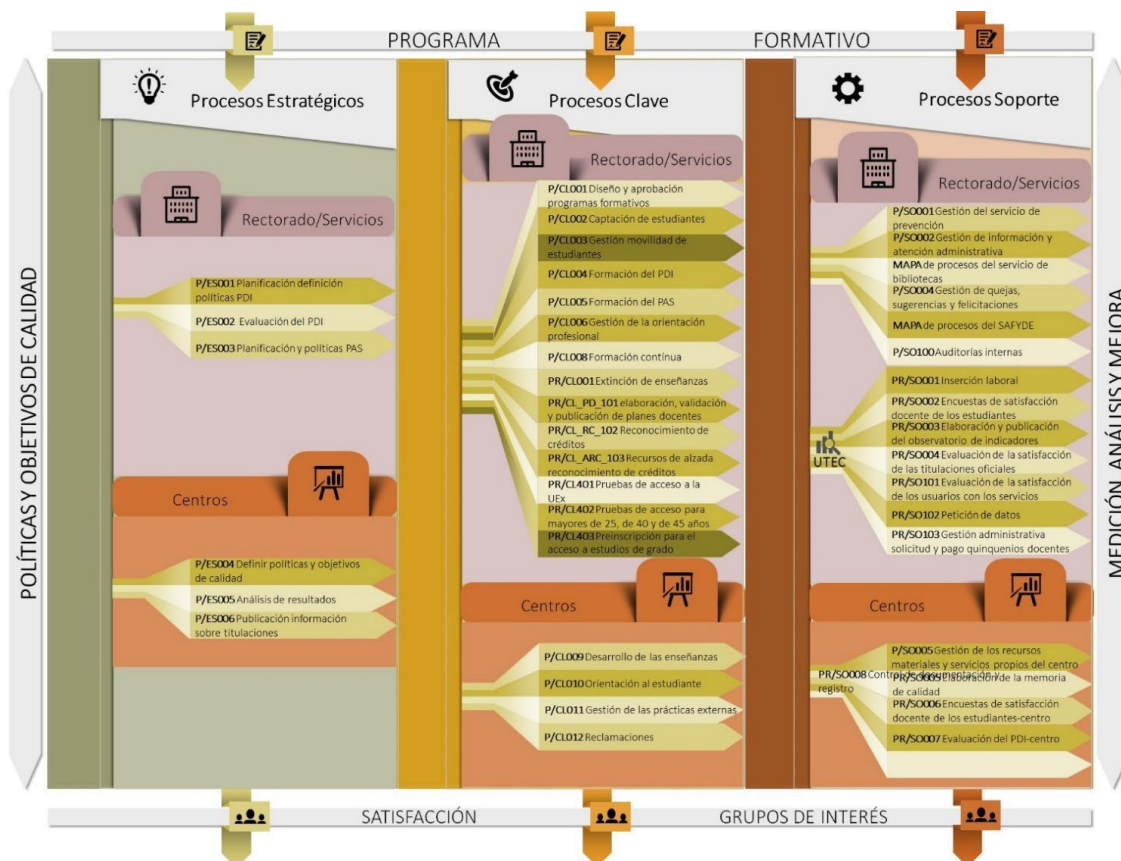 PROGRAMA FORMATIVO
POLÍTICAS Y OBJETIVOS DE CALIDAD
Procesos Estratégicos
Rectorado/Servicios
P/ES001 Planificación definición
políticas PDI
P/ES002 Evaluación del PDI
P/ES003 Planificación y políticas PAS
Centros
P/ES004 Definir políticas y objetivos
de calidad
P/ES005 Análisis de resultados
P/ES006 Publicación información
sobre titulaciones
Procesos Clave
Rectorado/Servicios
P/CL001 Diseño y aprobación
programas formativos
P/CL002 Captación de estudiantes
P/CL003 Gestión movilidad de
estudiantes
P/CL004 Formación del PDI
P/CL005 Formación del PAS
P/CL006 Gestión de la orientación
profesional
P/CL008 Formación contínua
PR/CL001 Extinción de enseñanzas
PR/CL_PD_101 elaboración, validación
y publicación de planes docentes
PR/CL_RC_102 Reconocimiento de
créditos
PR/CL_ARC_103 Recursos de alzada
reconocimiento de créditos
PR/CL401 Pruebas de acceso a la
UEx
PR/CL402 Pruebas de acceso para
mayores de 25, de 40 y de 45 años
PR/CL403 Preinscripción para el
acceso a estudios de grado
Centros
P/CL009 Desarrollo de las enseñanzas
P/CL010 Orientación al estudiante
P/CL011 Gestión de las prácticas externas
P/CL012 Reclamaciones
Procesos Soporte
Rectorado/Servicios
P/SO001 Gestión del servicio de
prevención
P/SO002 Gestión de información y
atención administrativa
MAPA de procesos del servicio de
bibliotecas
P/SO004 Gestión de quejas,
sugerencias y felicitaciones
MAPA de procesos del SAFYDE
P/SO100 Auditorías internas
UTEC
PR/SO001 Inserción laboral
PR/SO002 Encuestas de satisfacción
docente de los estudiantes
PR/SO003 Elaboración y publicación
del observatorio de indicadores
PR/SO004 Evaluación de la satisfacción
de las titulaciones oficiales
PR/SO101 Evaluación de la satisfacción
de los usuarios con los servicios
PR/SO102 Petición de datos
PR/SO103 Gestión administrativa
solicitud y pago quinquenios docentes
Centros
P/SO005 Gestión de los recursos
materiales y servicios propios del centro
PR/SO008 Control de documentación y
registro
PR/SO005 Elaboración de la memoria
de calidad
PR/SO006 Encuestas de satisfacción
docente de los estudiantes-centro
PR/SO007 Evaluación del PDI-centro
MEDICIÓN, ANÁLISIS Y MEJORA
SATISFACCIÓN GRUPOS DE INTERÉS